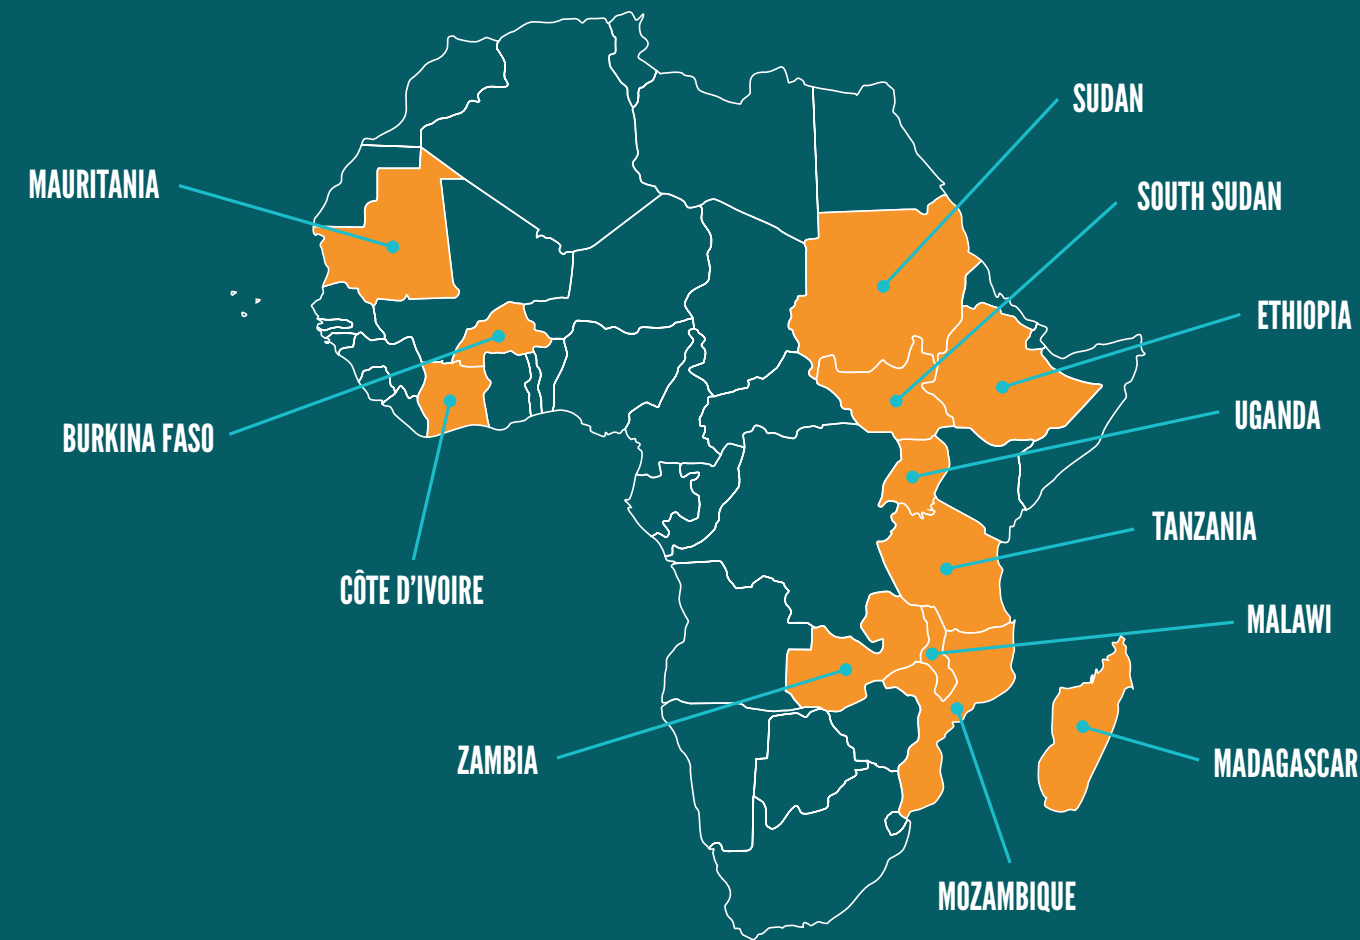 SUDAN
MAURITANIA
SOUTH SUDAN
ETHIOPIA
UGANDA
BURKINA FASO
TANZANIA
CÔTE D'IVOIRE
MALAWI
ZAMBIA
MADAGASCAR
MOZAMBIQUE